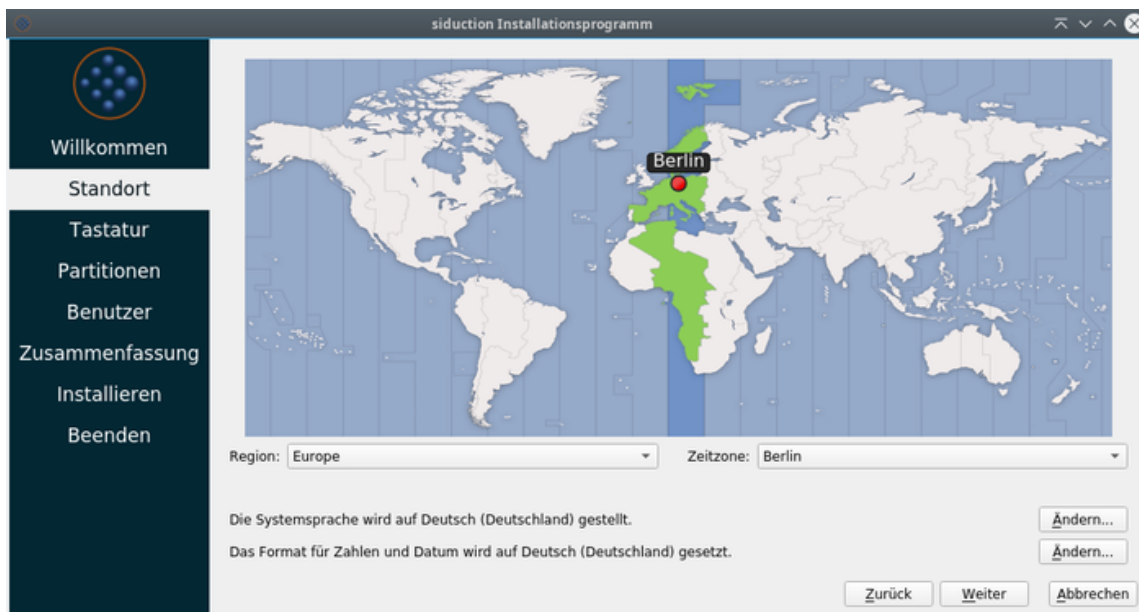 siduction Installationsprogramm
Willkommen
Standort
Tastatur
Partitionen
Benutzer
Zusammenfassung
Installieren
Beenden
Berlin
Region: Europe Zeitzone: Berlin
Die Systemsprache wird auf Deutsch (Deutschland) gestellt. Ändern...
Das Format für Zahlen und Datum wird auf Deutsch (Deutschland) gesetzt. Ändern...
Zurück Weiter Abbrechen